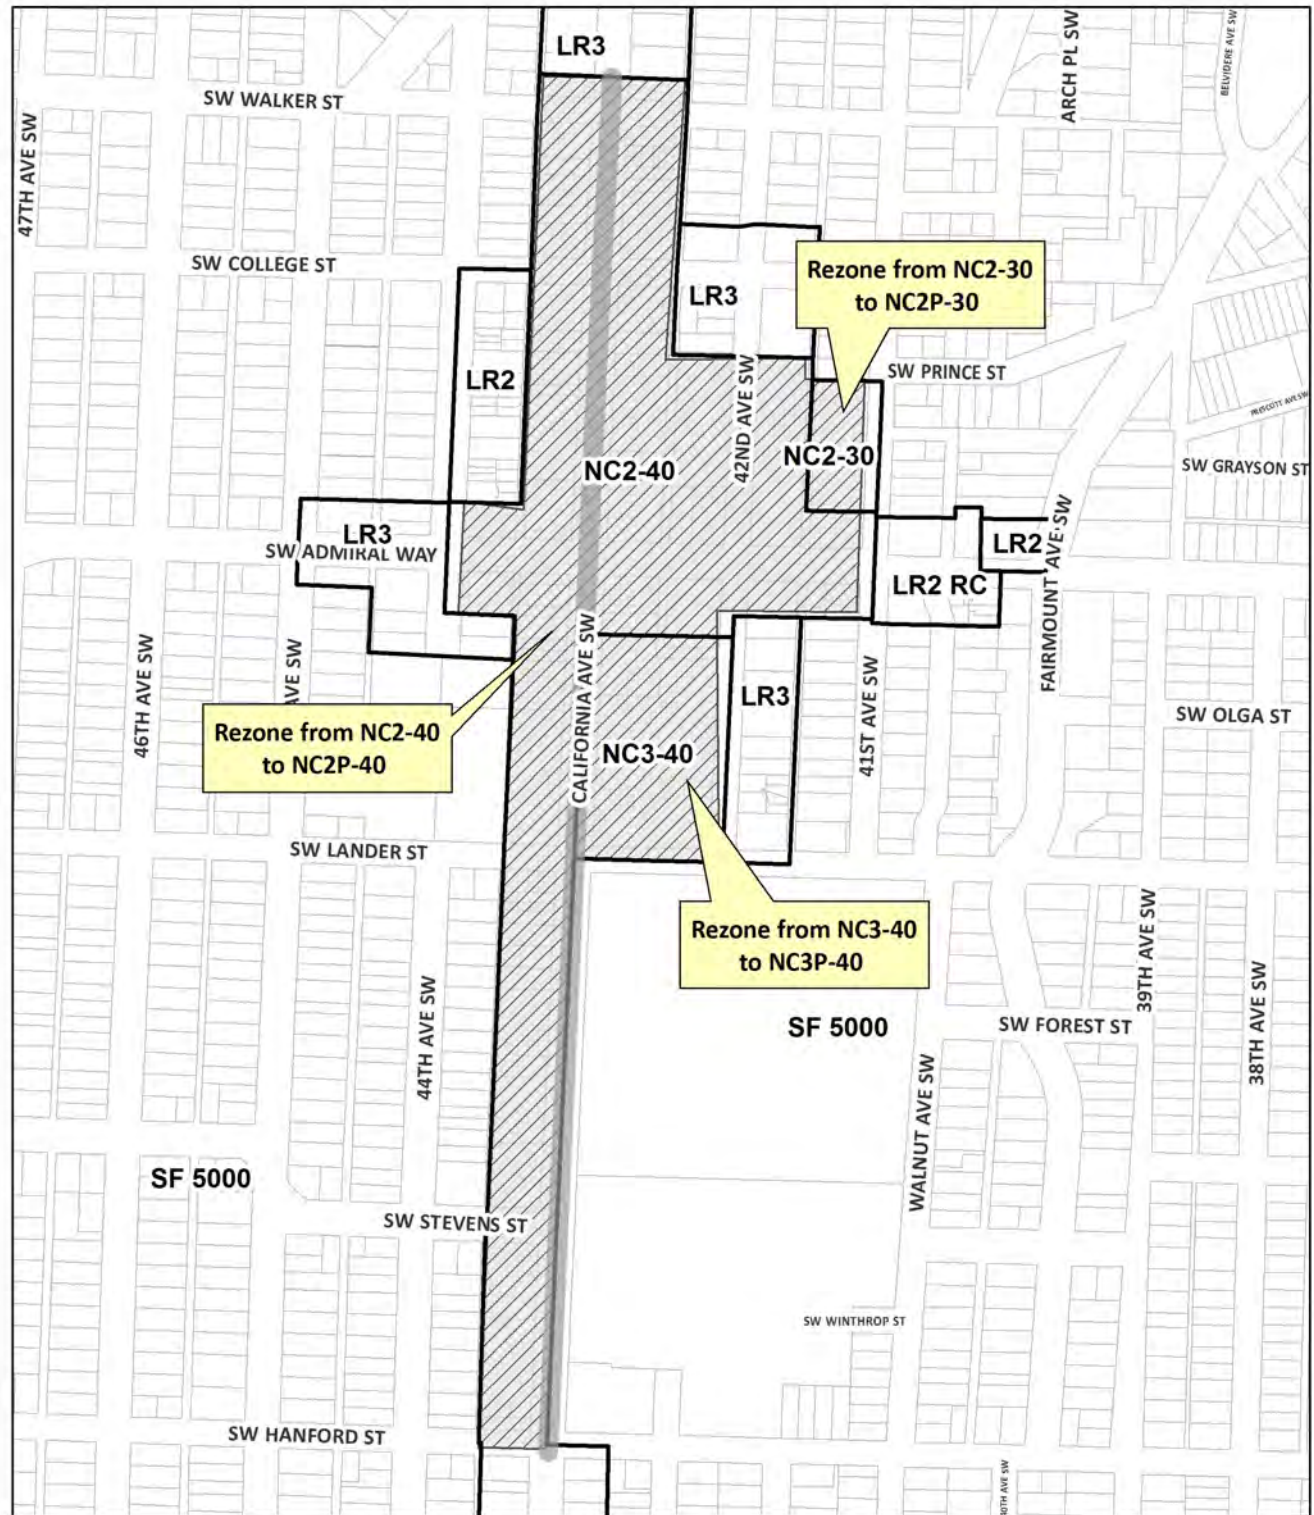 LR3
ARCH PL SW
BELVIDERE AVE SW
SW WALKER ST
47TH AVE SW
SW COLLEGE ST
Rezone from NC2-30
to NC2P-30
LR3
LR2
42ND AVE SW
SW PRINCE ST
PRESCOTT AVE SW
NC2-40
NC2-30
SW GRAYSON ST
LR3
SW ADMIRAL WAY
LR2
FAIRMOUNT AVE SW
LR2 RC
46TH AVE SW
AVE SW
CALIFORNIA AVE SW
LR3
41ST AVE SW
SW OLGA ST
Rezone from NC2-40
to NC2P-40
NC3-40
SW LANDER ST
Rezone from NC3-40
to NC3P-40
39TH AVE SW
38TH AVE SW
44TH AVE SW
SF 5000
SW FOREST ST
WALNUT AVE SW
SF 5000
SW STEVENS ST
SW WINTHROP ST
SW HANFORD ST
40TH AVE SW